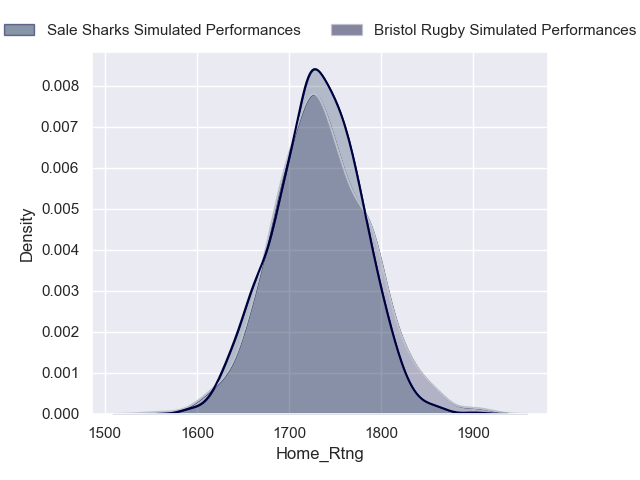 Sale Sharks Simulated Performances Bristol Rugby Simulated Performances
0.008
0.007
0.006
0.005
0.004
0.003
0.002
0.001
0.000
Density
1500 1600 1700 1800 1900
Home_Rtng